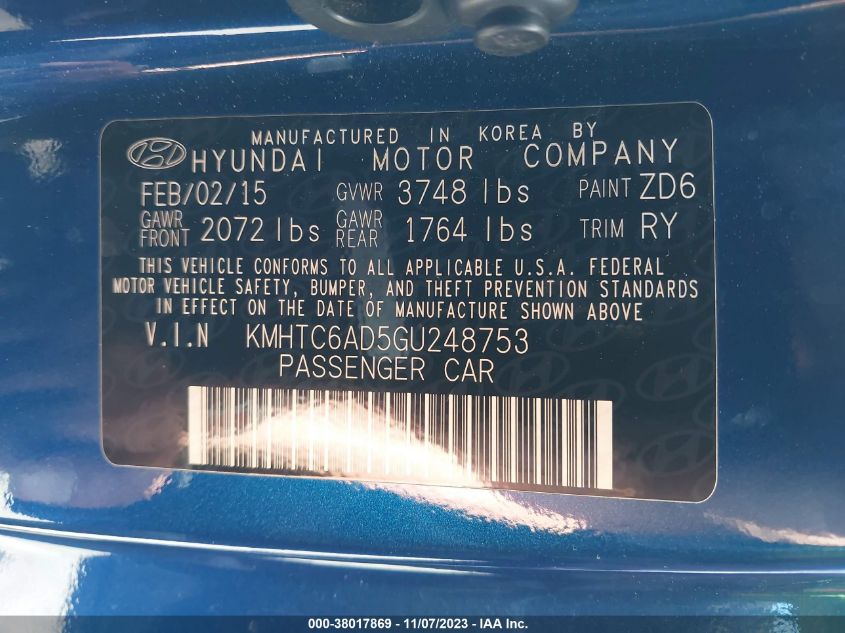 MANUFACTURED IN KOREA BY
HYUNDAI MOTOR COMPANY
FEB/02/15 GVWR 3748 lbs PAINT ZD6
GAWR FRONT 2072 lbs GAWR REAR 1764 lbs TRIM RY
THIS VEHICLE CONFORMS TO ALL APPLICABLE U.S.A. FEDERAL
MOTOR VEHICLE SAFETY, BUMPER, AND THEFT PREVENTION STANDARDS
IN EFFECT ON THE DATE OF MANUFACTURE SHOWN ABOVE
V.I.N KMHTC6AD5GU248753
PASSENGER CAR
000-38017869 - 11/07/2023 - IAA Inc.